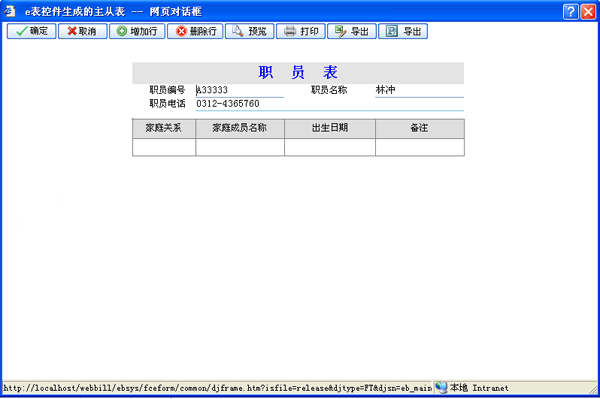 e表控件生成的主从表 -- 网页对话框
确定 取消 增加行 删除行 预览 打印 导出 导出
职 员 表
职员编号 A33333 职员名称 林冲
职员电话 0312-4365760
家庭关系 家庭成员名称 出生日期 备注
http://localhost/webbill/ebsys/fceform/common/djframe.htm?isfile=release&djtype=FT&djsn=eb_main 本地 Intranet